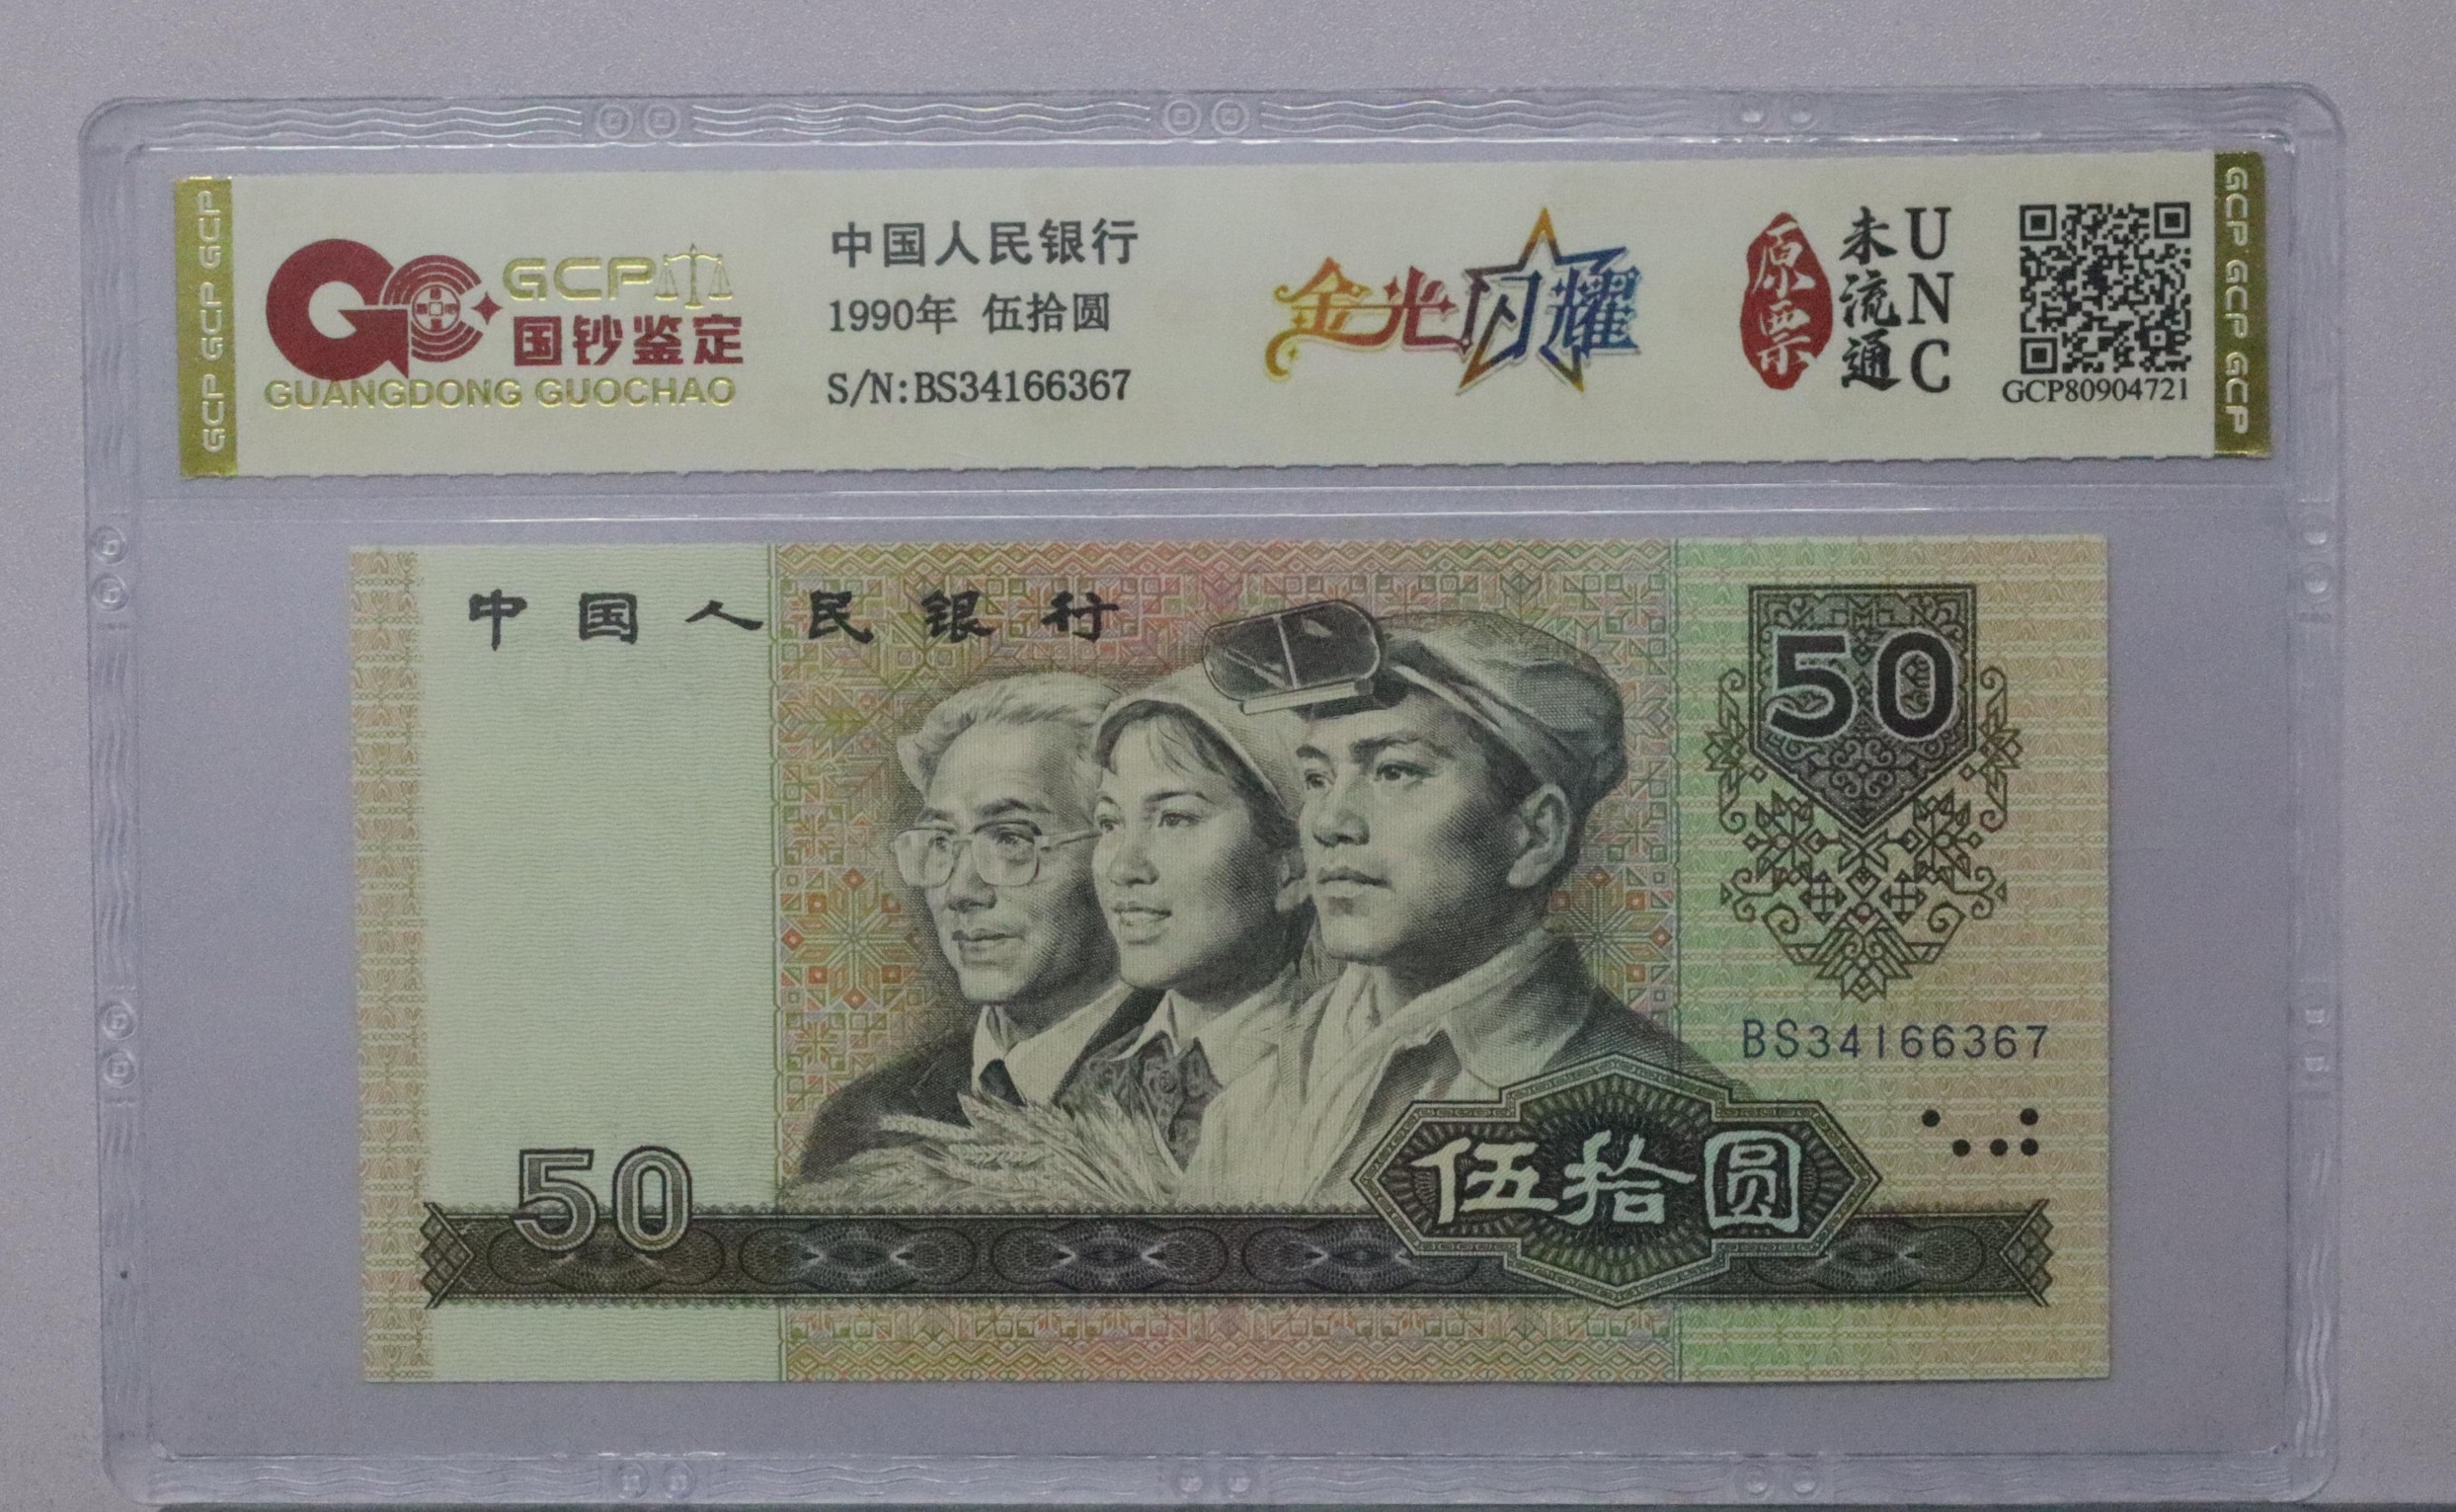 GCP GCP GCP
GCP
国钞鉴定
GUANGDONG GUOCHAO
中国人民银行
1990年 伍拾圆
S/N:BS34166367
金光闪耀
原票
未流通
UNC
GCP80904721
GCP GCP GCP
中国人民银行
50
BS34166367
50
伍拾圆